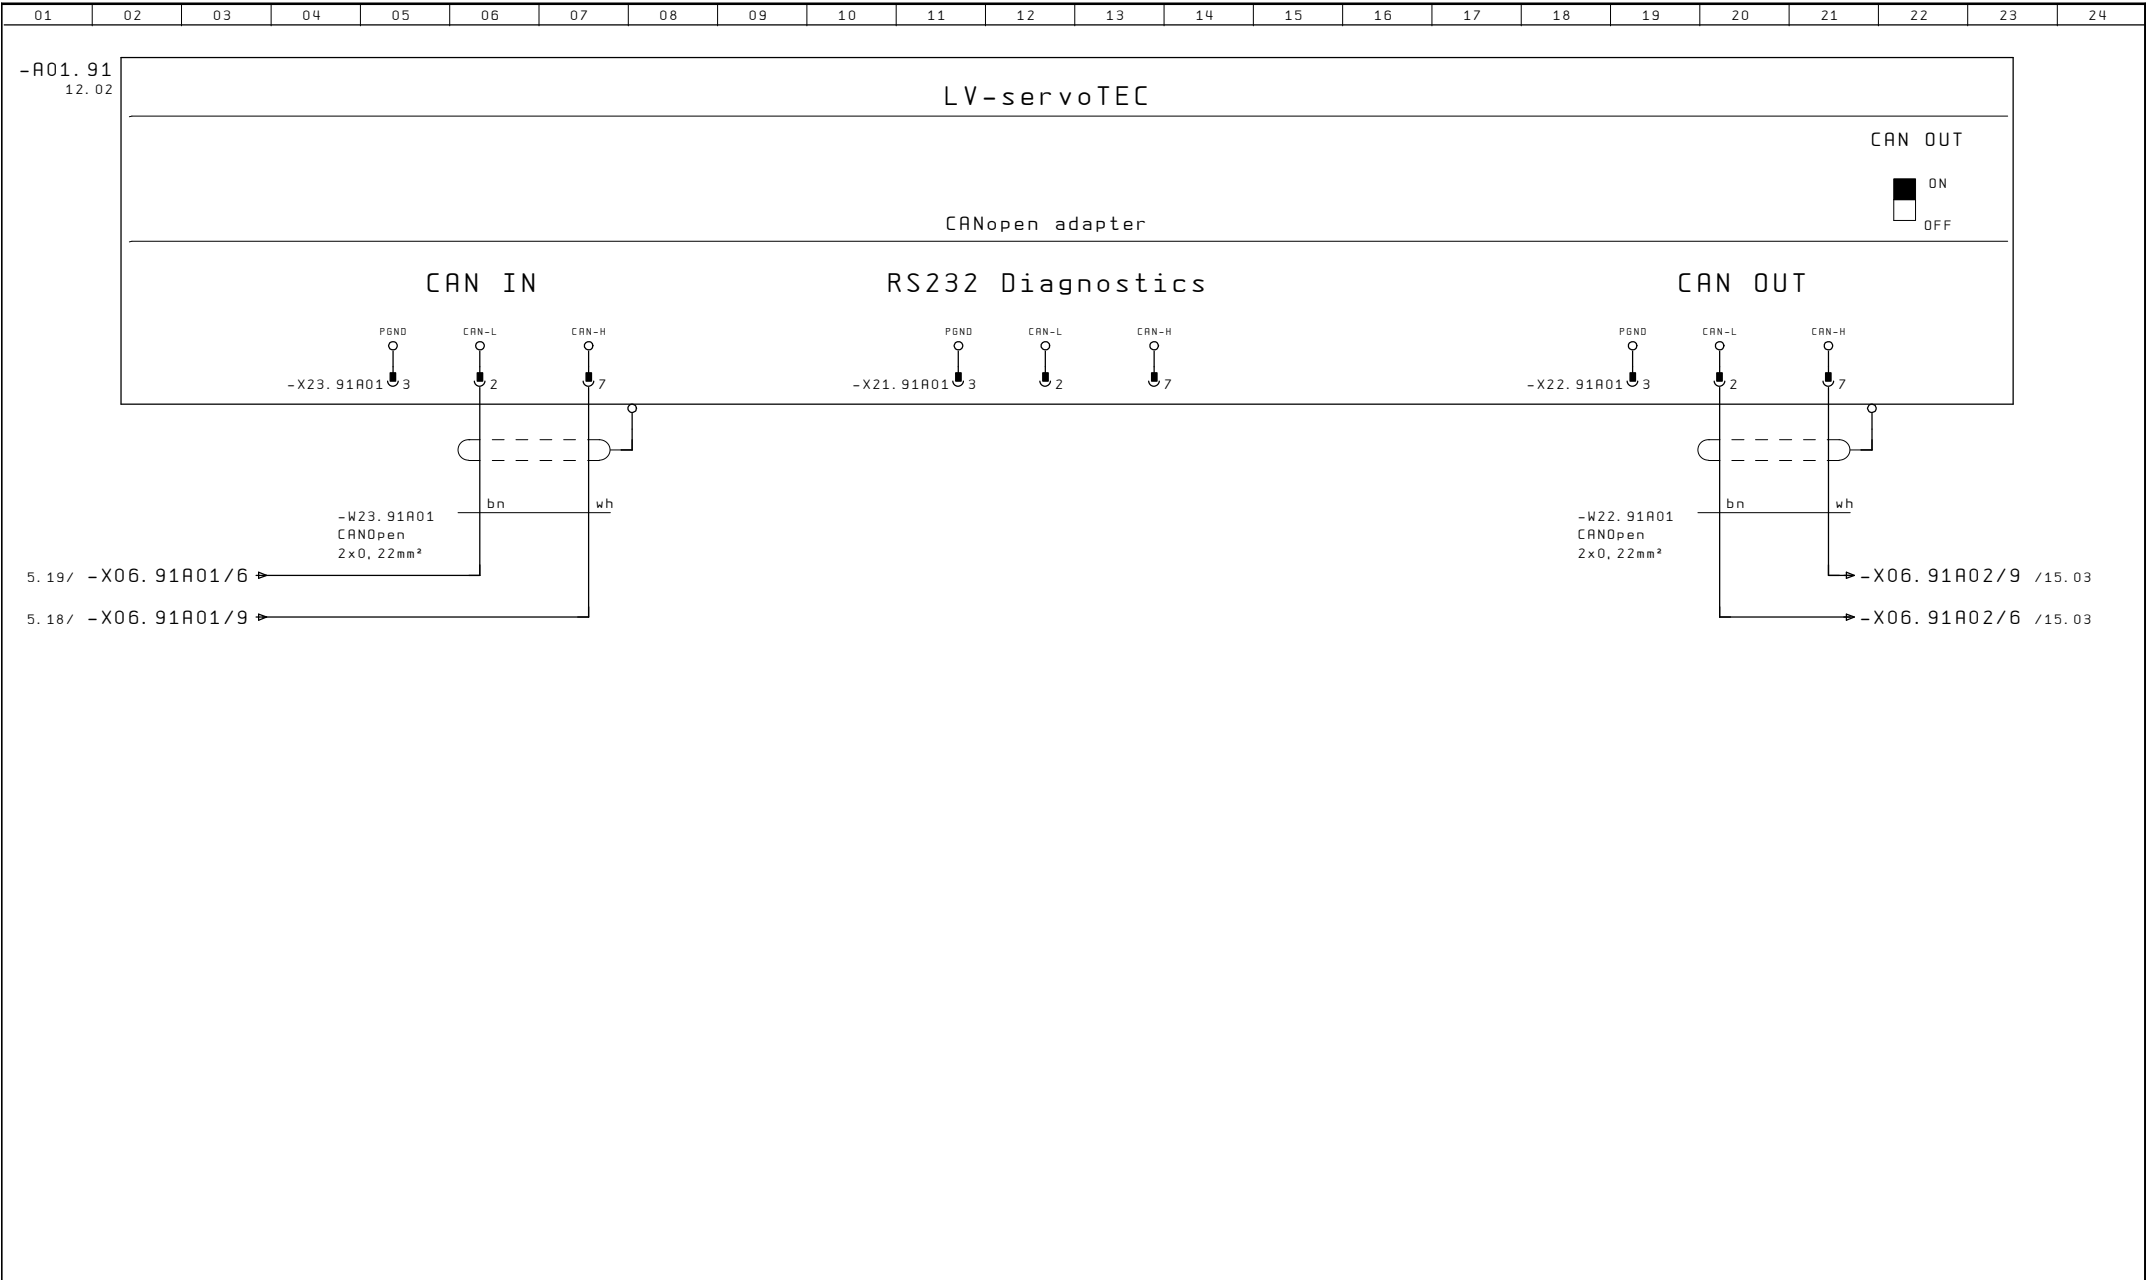 01 02 03 04 05 06 07 08 09 10 11 12 13 14 15 16 17 18 19 20 21 22 23 24
-A01.91
12.02
LV-servoTEC
CAN OUT
ON
OFF
CANopen adapter
CAN IN RS232 Diagnostics CAN OUT
PGND CAN-L CAN-H PGND CAN-L CAN-H PGND CAN-L CAN-H
-X23.91A01 3 2 7 -X21.91A01 3 2 7 -X22.91A01 3 2 7
bn wh bn wh
-W23.91A01 -W22.91A01
CANOpen CANOpen
2x0,22mm² 2x0,22mm²
5.19/ -X06.91A01/6 -X06.91A02/9 /15.03
5.18/ -X06.91A01/9 -X06.91A02/6 /15.03